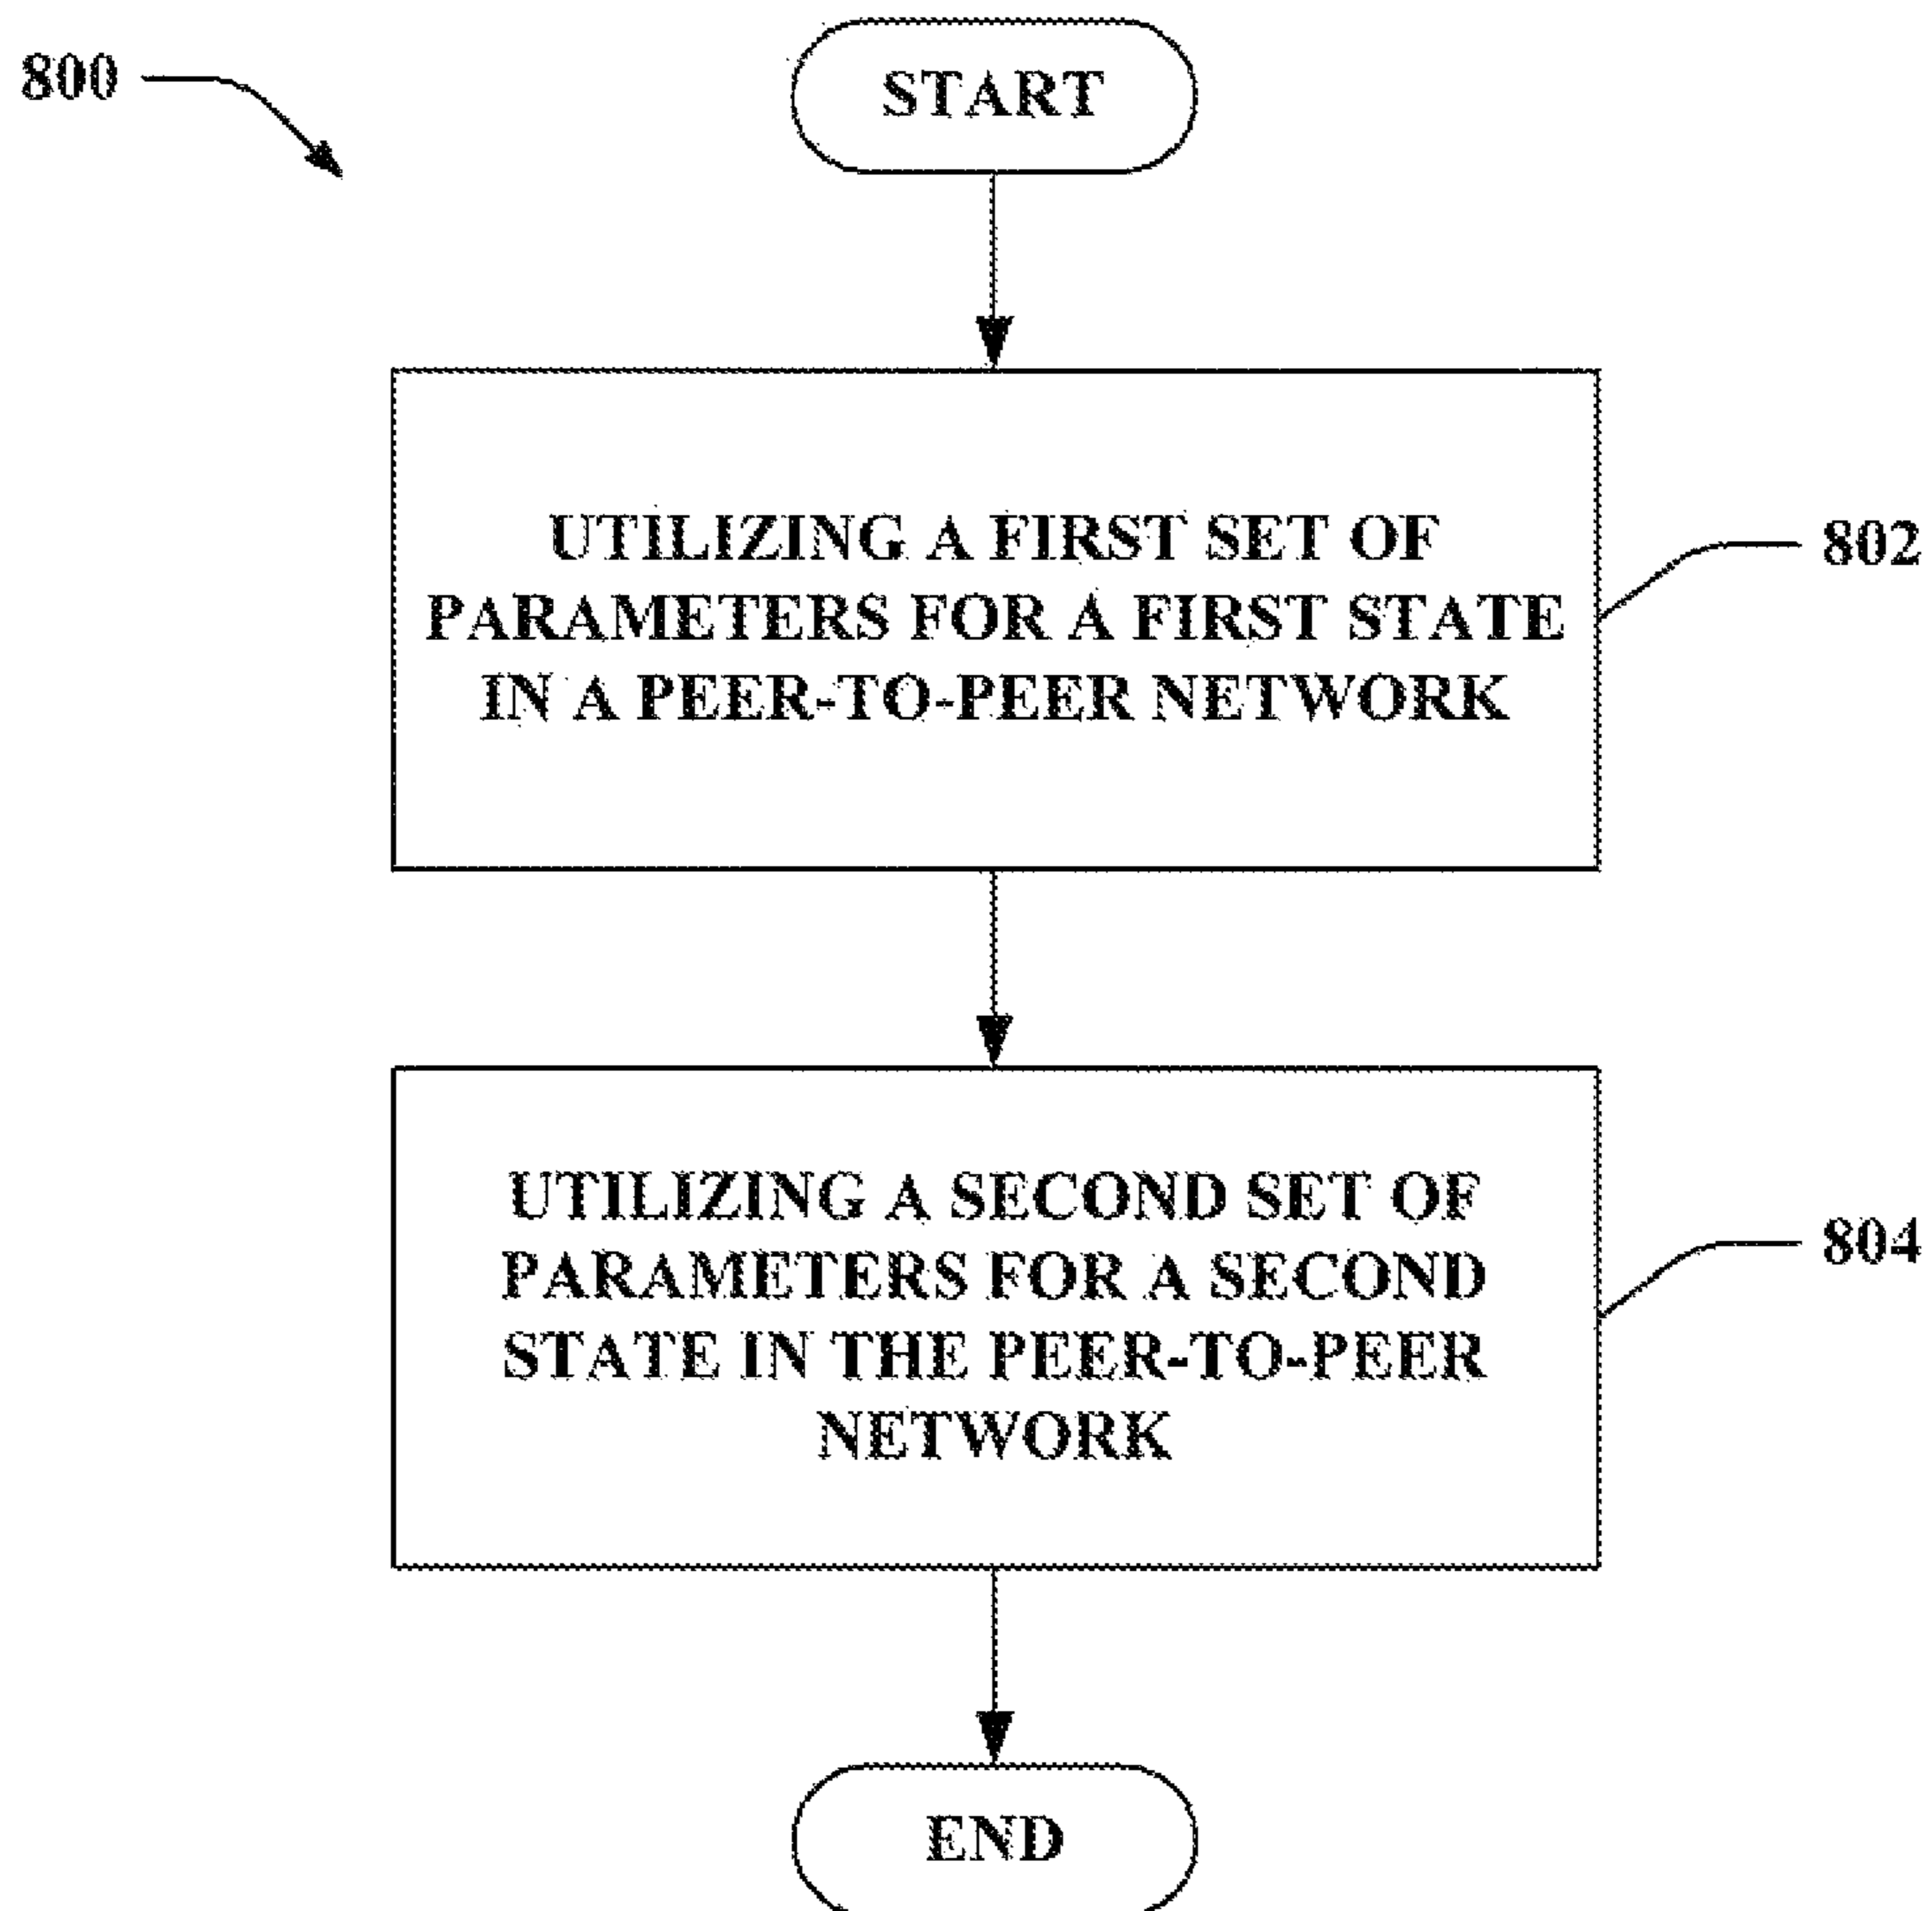 800
START
UTILIZING A FIRST SET OF
PARAMETERS FOR A FIRST STATE
IN A PEER-TO-PEER NETWORK
802
UTILIZING A SECOND SET OF
PARAMETERS FOR A SECOND
STATE IN THE PEER-TO-PEER
NETWORK
804
END